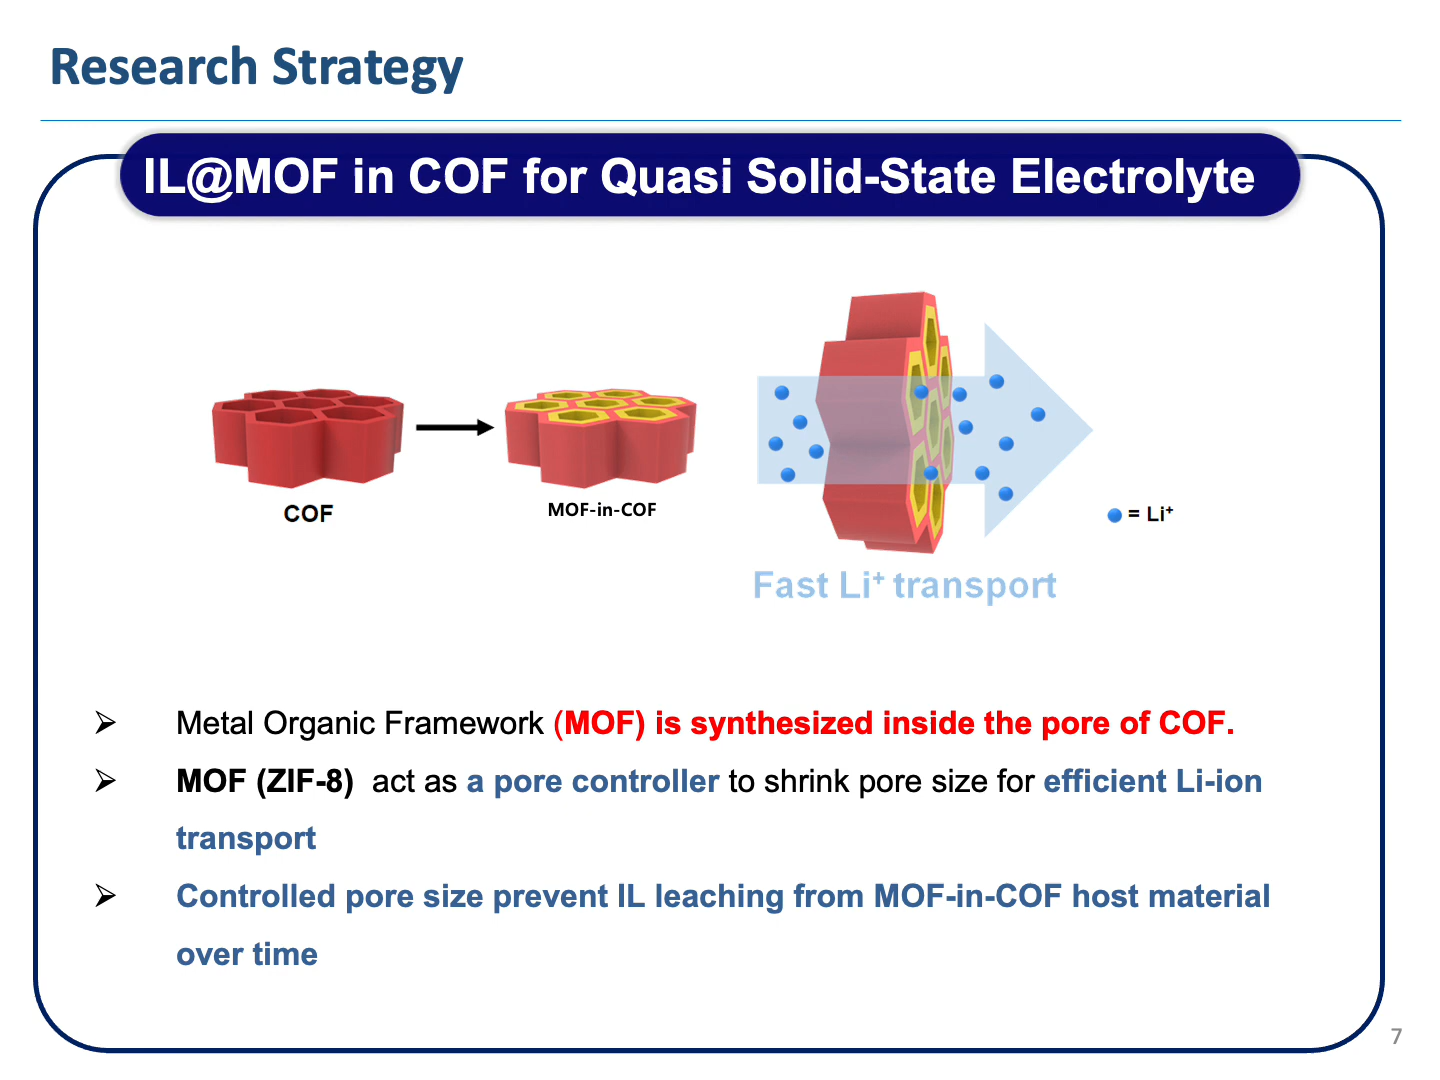 Research Strategy
IL@MOF in COF for Quasi Solid-State Electrolyte
COF
MOF-in-COF
= Li⁺
Fast Li⁺ transport
➢ Metal Organic Framework (MOF) is synthesized inside the pore of COF.
➢ MOF (ZIF-8) act as a pore controller to shrink pore size for efficient Li-ion
transport
➢ Controlled pore size prevent IL leaching from MOF-in-COF host material
over time
7